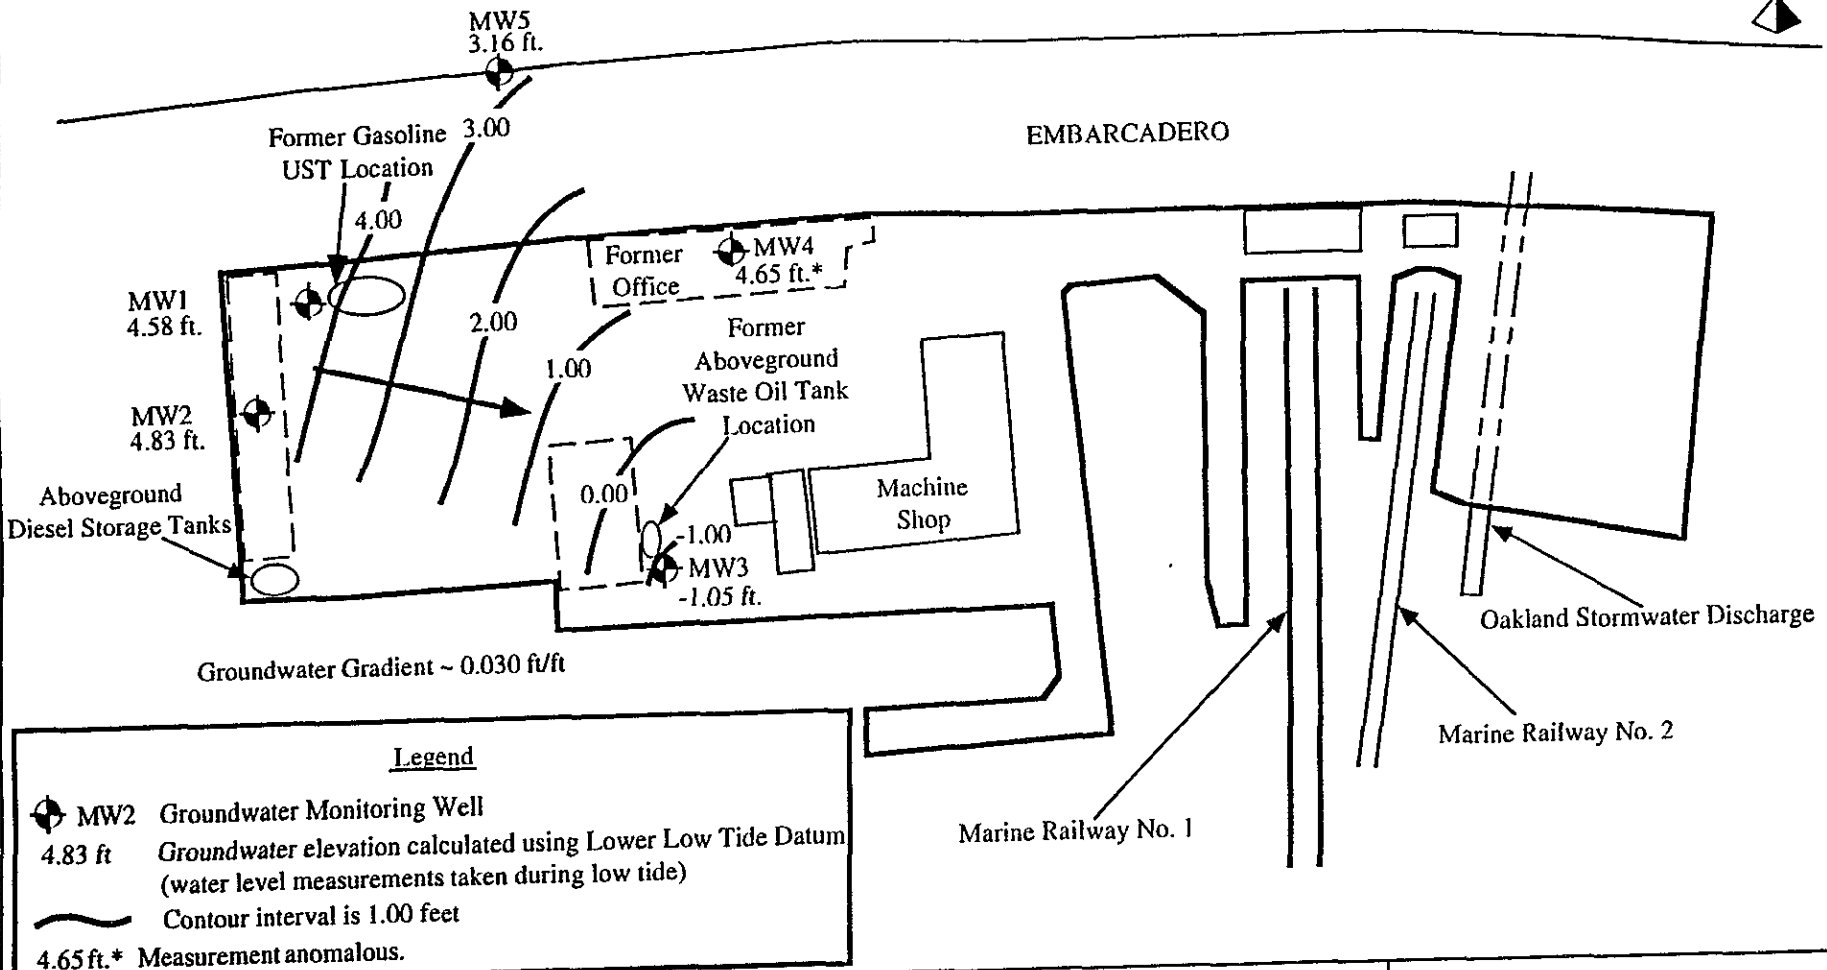 MW5
3.16 ft.
Former Gasoline
UST Location
3.00
EMBARCADERO
4.00
Former
Office
MW4
4.65 ft.*
MW1
4.58 ft.
2.00
Former
Aboveground
Waste Oil Tank
Location
1.00
MW2
4.83 ft.
Aboveground
Diesel Storage Tanks
0.00
Machine
Shop
-1.00
MW3
-1.05 ft.
Oakland Stormwater Discharge
Groundwater Gradient ~ 0.030 ft/ft
Marine Railway No. 2
Marine Railway No. 1
Legend
MW2 Groundwater Monitoring Well
4.83 ft Groundwater elevation calculated using Lower Low Tide Datum
(water level measurements taken during low tide)
Contour interval is 1.00 feet
4.65 ft.* Measurement anomalous.